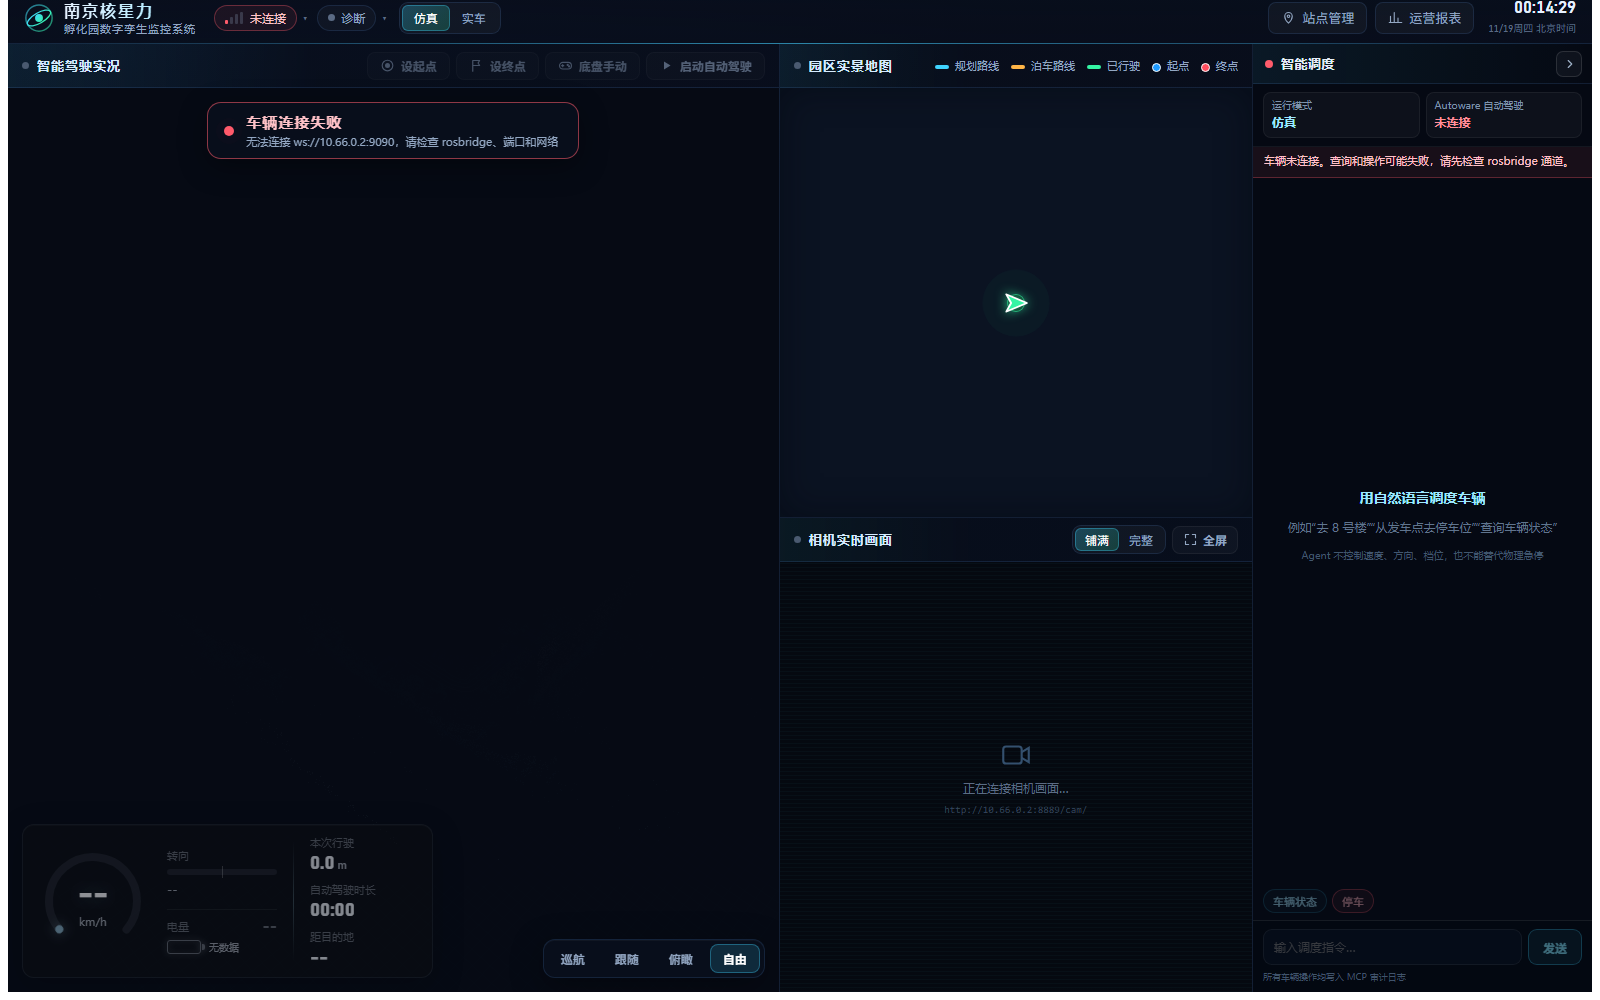 南京核星力
孵化园数字孪生监控系统
未连接
诊断
仿真
实车
站点管理
运营报表
00:14:29
11/19周四 北京时间
智能驾驶实况
设起点
设终点
底盘手动
启动自动驾驶
车辆连接失败
无法连接 ws://10.66.0.2:9090，请检查 rosbridge、端口和网络
转向
--
-- km/h
电量 --
无数据
本次行驶
0.0 m
自动驾驶时长
00:00
距目的地
--
巡航
跟随
俯瞰
自由
园区实景地图
规划路线
泊车路线
已行驶
起点
终点
相机实时画面
铺满
完整
全屏
正在连接相机画面...
http://10.66.0.2:8889/cam/
智能调度
运行模式
仿真
Autoware 自动驾驶
未连接
车辆未连接。查询和操作可能失败，请先检查 rosbridge 通道。
用自然语言调度车辆
例如“去 8 号楼”“从发车点去停车位”“查询车辆状态”
Agent 不控制速度、方向、档位，也不能替代物理急停
车辆状态
停车
输入调度指令...
发送
所有车辆操作均写入 MCP 审计日志